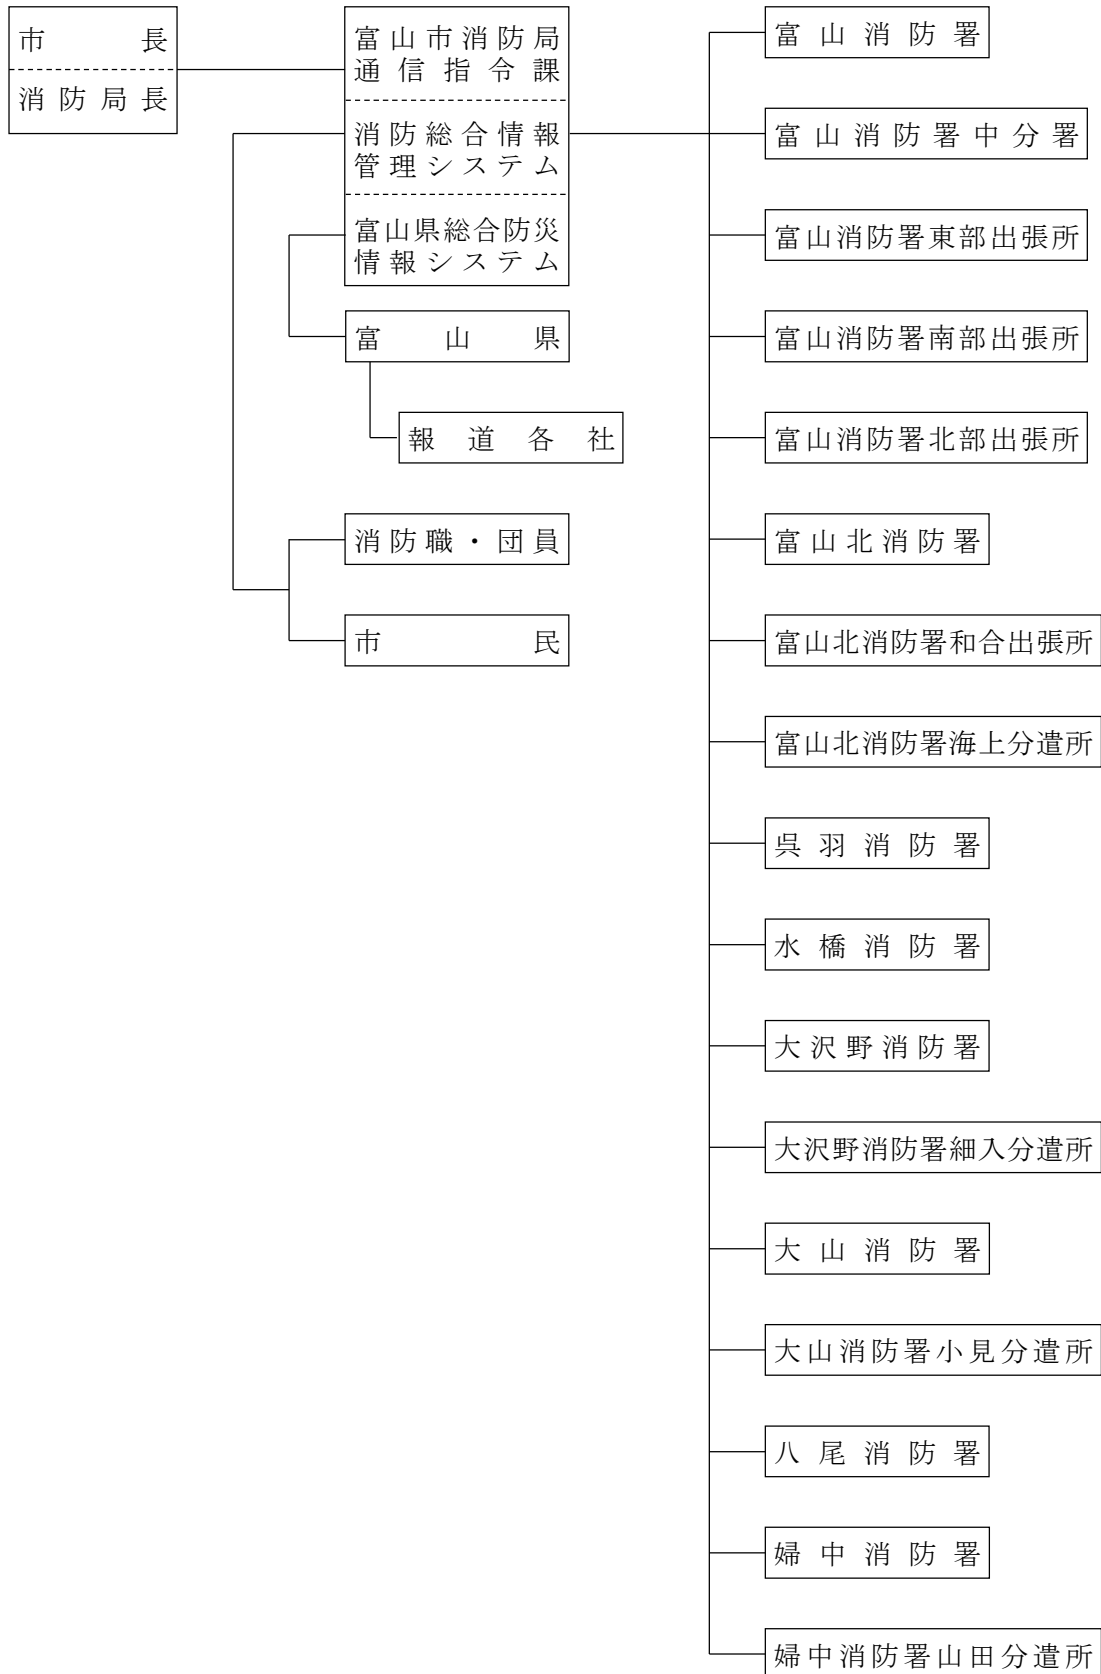 市長
消防局長
富山市消防局
通信指令課
消防総合情報
管理システム
富山県総合防災
情報システム
富山県
報道各社
消防職・団員
市民
富山消防署
富山消防署中分署
富山消防署東部出張所
富山消防署南部出張所
富山消防署北部出張所
富山北消防署
富山北消防署和合出張所
富山北消防署海上分遣所
呉羽消防署
水橋消防署
大沢野消防署
大沢野消防署細入分遣所
大山消防署
大山消防署小見分遣所
八尾消防署
婦中消防署
婦中消防署山田分遣所